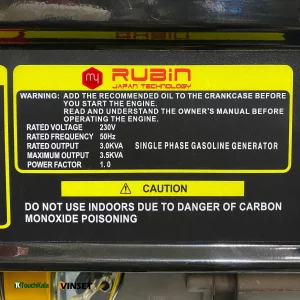 my RUBiN
JAPAN TECHNOLOGY
WARNING: ADD THE RECOMMENDED OIL TO THE CRANKCASE BEFORE
YOU START THE ENGINE.
READ AND UNDERSTAND THE OWNER'S MANUAL BEFORE
OPERATING THE ENGINE.
RATED VOLTAGE 230V
RATED FREQUENCY 50Hz
RATED OUTPUT 3.0KVA SINGLE PHASE GASOLINE GENERATOR
MAXIMUM OUTPUT 3.5KVA
POWER FACTOR 1.0
CAUTION
DO NOT USE INDOORS DUE TO DANGER OF CARBON
MONOXIDE POISONING
TouchKala VINSET